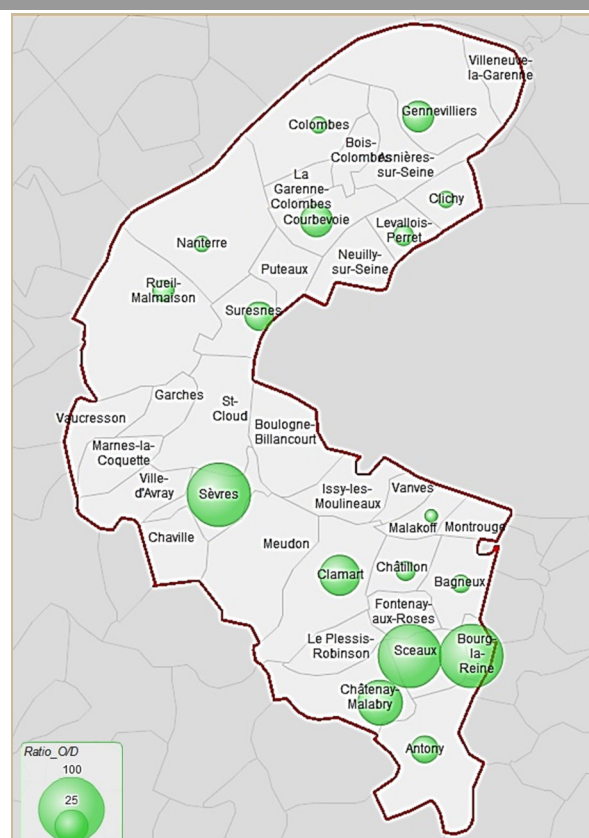 Villeneuve-
la-Garenne
Gennevilliers
Colombes
Bois-
Colombes
Asnières-
sur-Seine
La
Garenne-
Colombes
Courbevoie
Clichy
Levallois-
Perret
Nanterre
Neuilly-
sur-Seine
Puteaux
Rueil-
Malmaison
Suresnes
Garches
St-
Cloud
Vaucresson
Boulogne-
Billancourt
Marnes-la-
Coquette
Ville-
d'Avray
Sèvres
Issy-les-
Moulineaux
Vanves
Malakoff
Montrouge
Chaville
Meudon
Clamart
Châtillon
Bagneux
Fontenay-
aux-Roses
Le Plessis-
Robinson
Sceaux
Bourg-
la-
Reine
Châtenay-
Malabry
Antony
Ratio_O/D
100
25